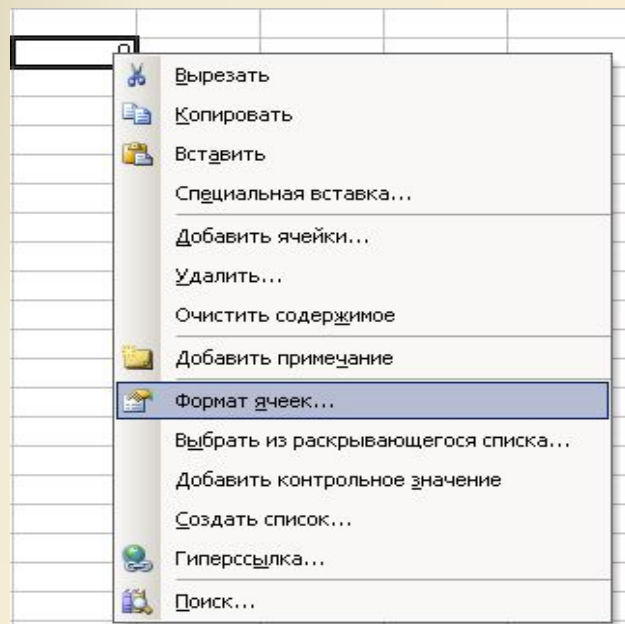 0
Вырезать
Копировать
Вставить
Специальная вставка...
Добавить ячейки...
Удалить...
Очистить содержимое
Добавить примечание
Формат ячеек...
Выбрать из раскрывающегося списка...
Добавить контрольное значение
Создать список...
Гиперссылка...
Поиск...